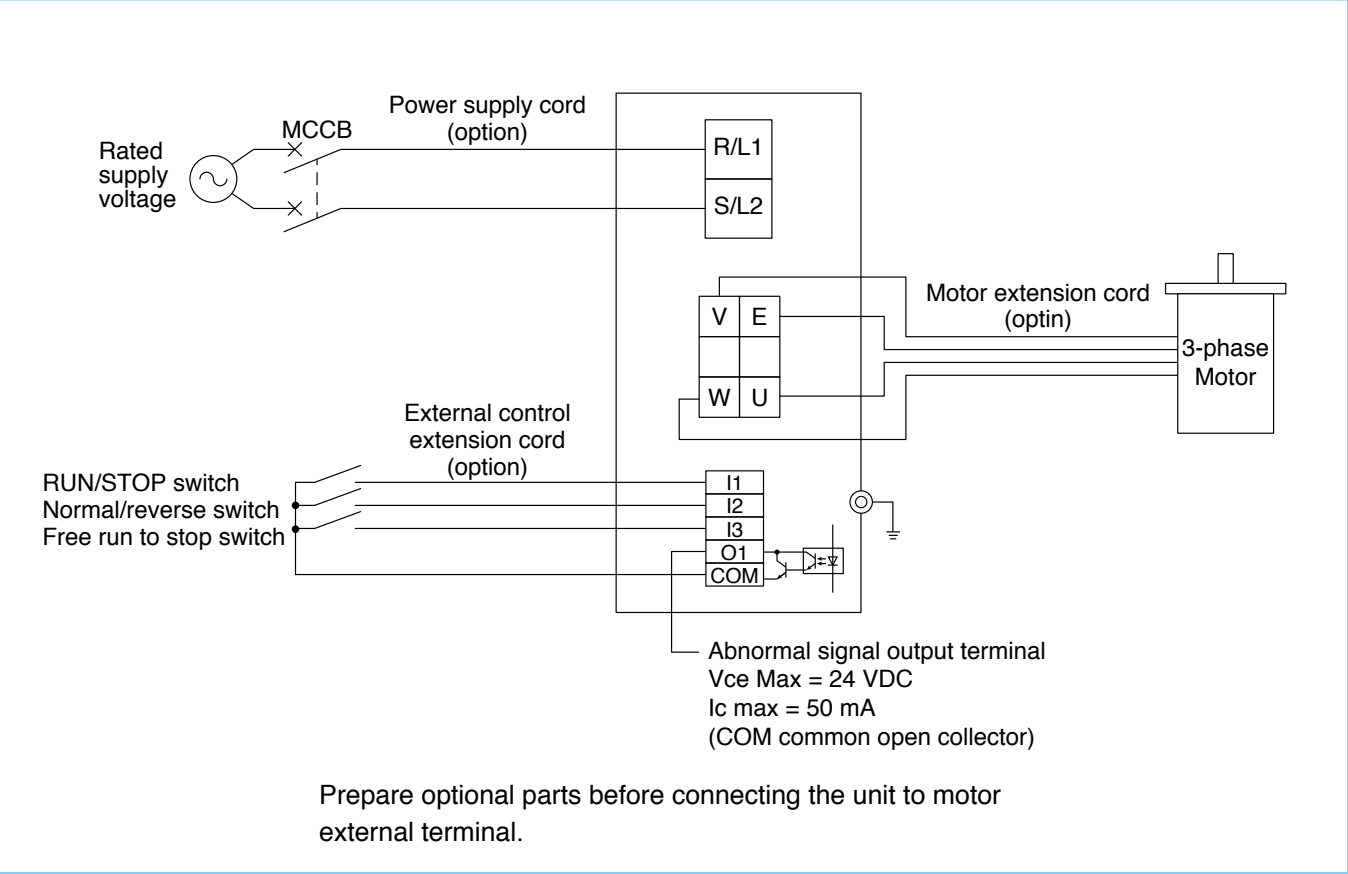 Power supply cord
(option)
MCCB
Rated
supply
voltage
R/L1
S/L2
Motor extension cord
(optin)
V E
W U
3-phase
Motor
External control
extension cord
(option)
RUN/STOP switch
Normal/reverse switch
Free run to stop switch
I1
I2
I3
O1
COM
Abnormal signal output terminal
Vce Max = 24 VDC
Ic max = 50 mA
(COM common open collector)
Prepare optional parts before connecting the unit to motor
external terminal.